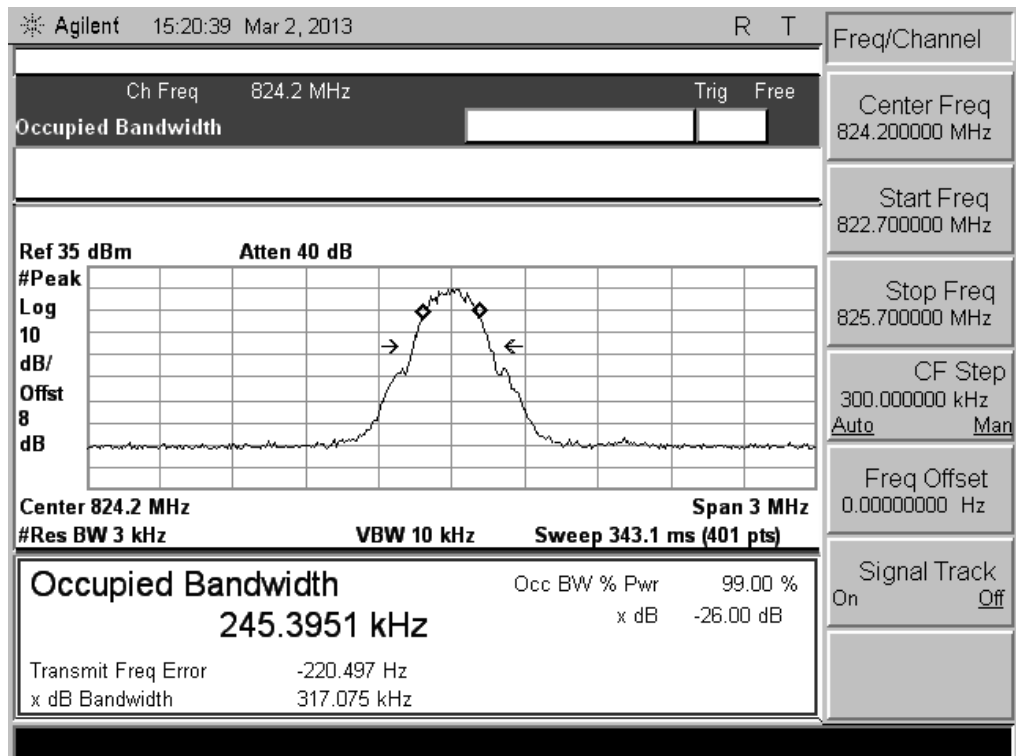 Agilent 15:20:39 Mar 2, 2013 R T
Ch Freq 824.2 MHz Trig Free
Occupied Bandwidth
Ref 35 dBm Atten 40 dB
#Peak
Log
10
dB/
Offst
8
dB
Center 824.2 MHz Span 3 MHz
#Res BW 3 kHz VBW 10 kHz Sweep 343.1 ms (401 pts)
Occupied Bandwidth Occ BW % Pwr 99.00 %
245.3951 kHz x dB -26.00 dB
Transmit Freq Error -220.497 Hz
x dB Bandwidth 317.075 kHz
Freq/Channel
Center Freq
824.200000 MHz
Start Freq
822.700000 MHz
Stop Freq
825.700000 MHz
CF Step
300.000000 kHz
Auto Man
Freq Offset
0.00000000 Hz
Signal Track
On Off